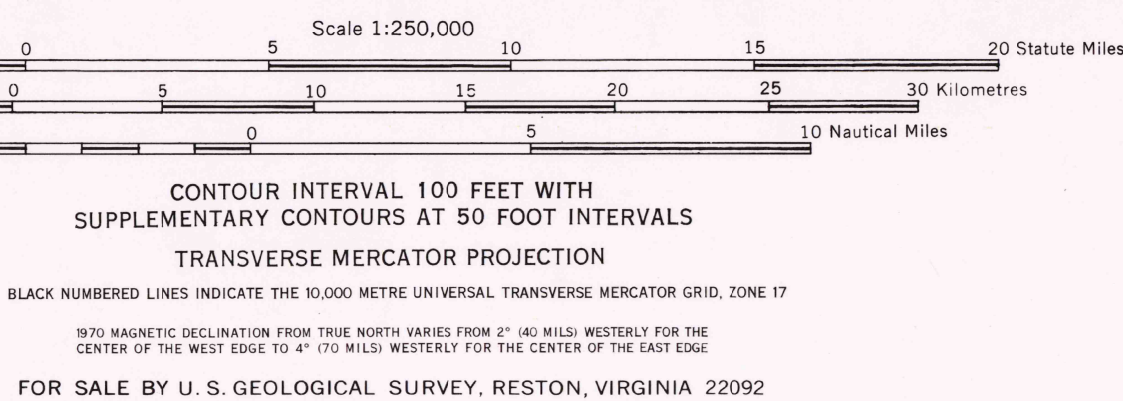 Scale 1:250,000
0 5 10 15 20 Statute Miles
0 5 10 15 20 25 30 Kilometres
0 5 10 Nautical Miles
CONTOUR INTERVAL 100 FEET WITH
SUPPLEMENTARY CONTOURS AT 50 FOOT INTERVALS
TRANSVERSE MERCATOR PROJECTION
BLACK NUMBERED LINES INDICATE THE 10,000 METRE UNIVERSAL TRANSVERSE MERCATOR GRID, ZONE 17
1970 MAGNETIC DECLINATION FROM TRUE NORTH VARIES FROM 2° (40 MILS) WESTERLY FOR THE
CENTER OF THE WEST EDGE TO 4° (70 MILS) WESTERLY FOR THE CENTER OF THE EAST EDGE
FOR SALE BY U. S. GEOLOGICAL SURVEY, RESTON, VIRGINIA 22092